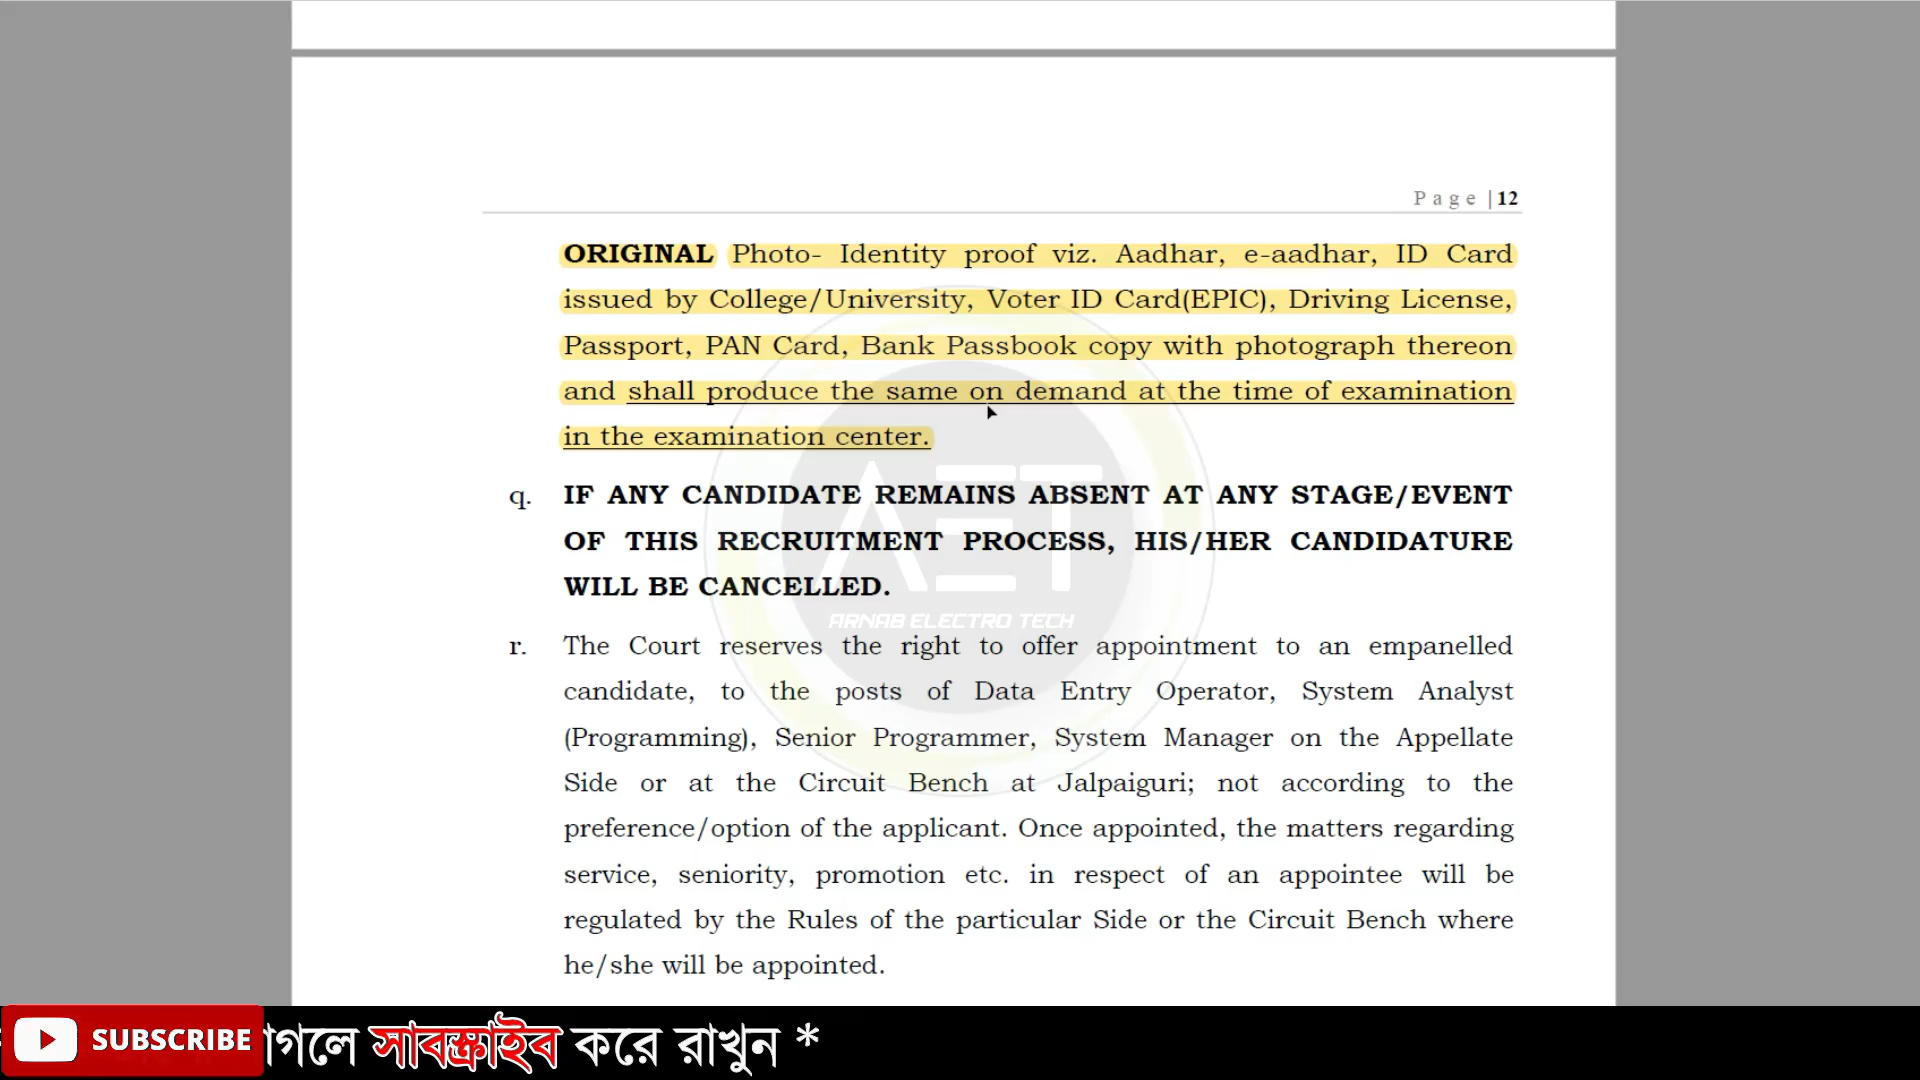 Page |12
ORIGINAL Photo- Identity proof viz. Aadhar, e-aadhar, ID Card
issued by College/University, Voter ID Card(EPIC), Driving License,
Passport, PAN Card, Bank Passbook copy with photograph thereon
and shall produce the same on demand at the time of examination
in the examination center.
q. IF ANY CANDIDATE REMAINS ABSENT AT ANY STAGE/EVENT
OF THIS RECRUITMENT PROCESS, HIS/HER CANDIDATURE
WILL BE CANCELLED.
AET
ARNAB ELECTRO TECH
r. The Court reserves the right to offer appointment to an empanelled
candidate, to the posts of Data Entry Operator, System Analyst
(Programming), Senior Programmer, System Manager on the Appellate
Side or at the Circuit Bench at Jalpaiguri; not according to the
preference/option of the applicant. Once appointed, the matters regarding
service, seniority, promotion etc. in respect of an appointee will be
regulated by the Rules of the particular Side or the Circuit Bench where
he/she will be appointed.
SUBSCRIBE াগলে সাবস্ক্রাইব করে রাখুন *